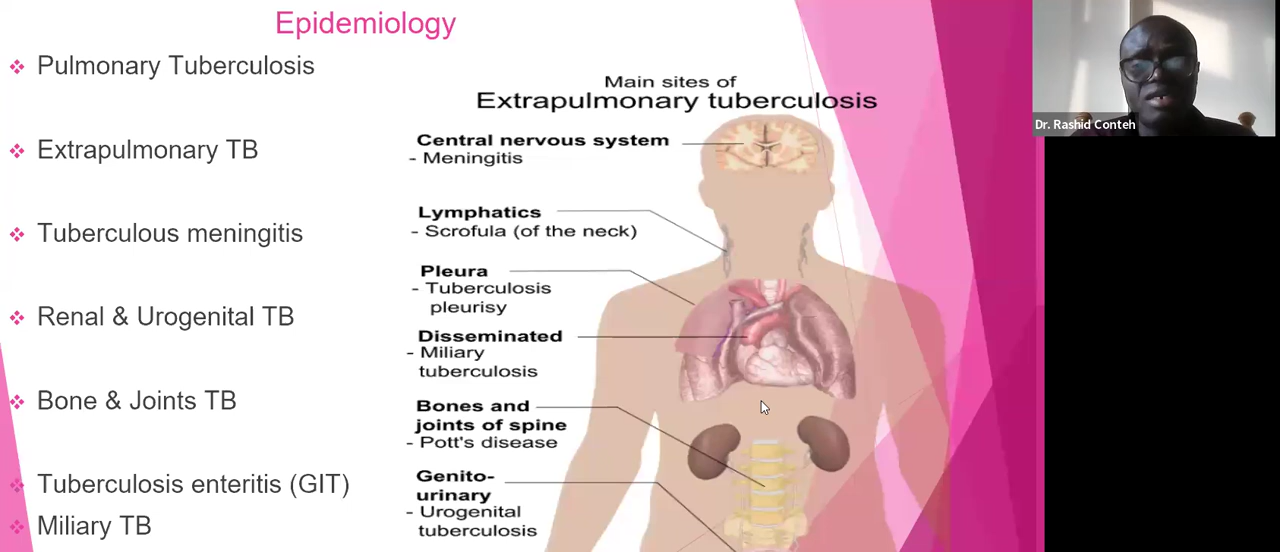 Epidemiology
❖ Pulmonary Tuberculosis
❖ Extrapulmonary TB
❖ Tuberculous meningitis
❖ Renal & Urogenital TB
❖ Bone & Joints TB
❖ Tuberculosis enteritis (GIT)
❖ Miliary TB
Main sites of
Extrapulmonary tuberculosis
Central nervous system
- Meningitis
Lymphatics
- Scrofula (of the neck)
Pleura
- Tuberculosis
pleurisy
Disseminated
- Miliary
tuberculosis
Bones and
joints of spine
- Pott's disease
Genito-
urinary
- Urogenital
tuberculosis
Dr. Rashid Conteh